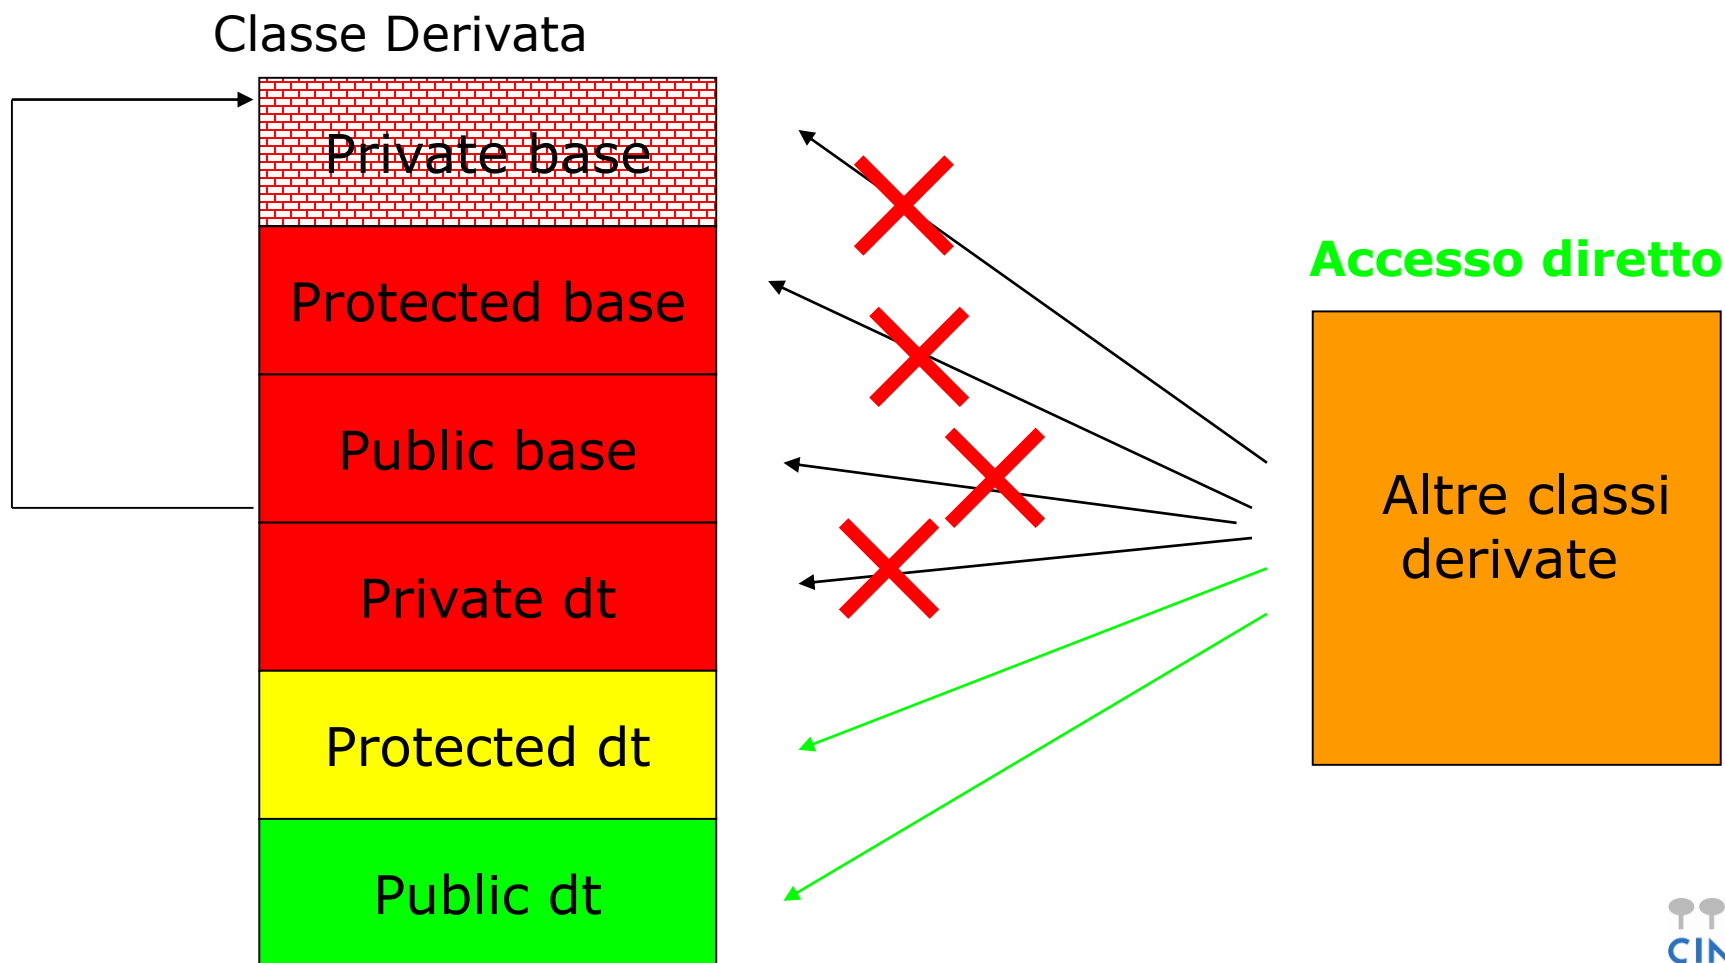 Classe Derivata
Private base
Protected base
Public base
Private dt
Protected dt
Public dt
Accesso diretto
Altre classi
derivate
CIN